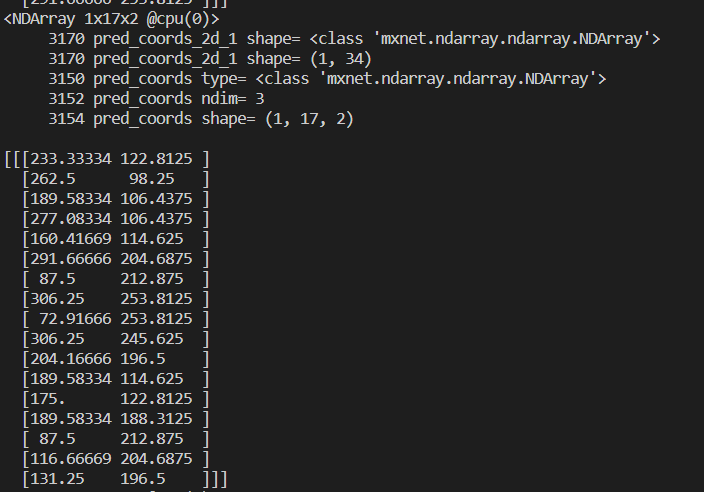 <NDArray 1x17x2 @cpu(0)>
3170 pred_coords_2d_1 shape= <class 'mxnet.ndarray.ndarray.NDArray'>
3170 pred_coords_2d_1 shape= (1, 34)
3150 pred_coords type= <class 'mxnet.ndarray.ndarray.NDArray'>
3152 pred_coords ndim= 3
3154 pred_coords shape= (1, 17, 2)
[[[233.33334 122.8125 ]
[262.5 98.25 ]
[189.58334 106.4375 ]
[277.08334 106.4375 ]
[160.41669 114.625 ]
[291.66666 204.6875 ]
[ 87.5 212.875 ]
[306.25 253.8125 ]
[ 72.91666 253.8125 ]
[306.25 245.625 ]
[204.16666 196.5 ]
[189.58334 114.625 ]
[175. 122.8125 ]
[189.58334 188.3125 ]
[ 87.5 212.875 ]
[116.66669 204.6875 ]
[131.25 196.5 ]]]